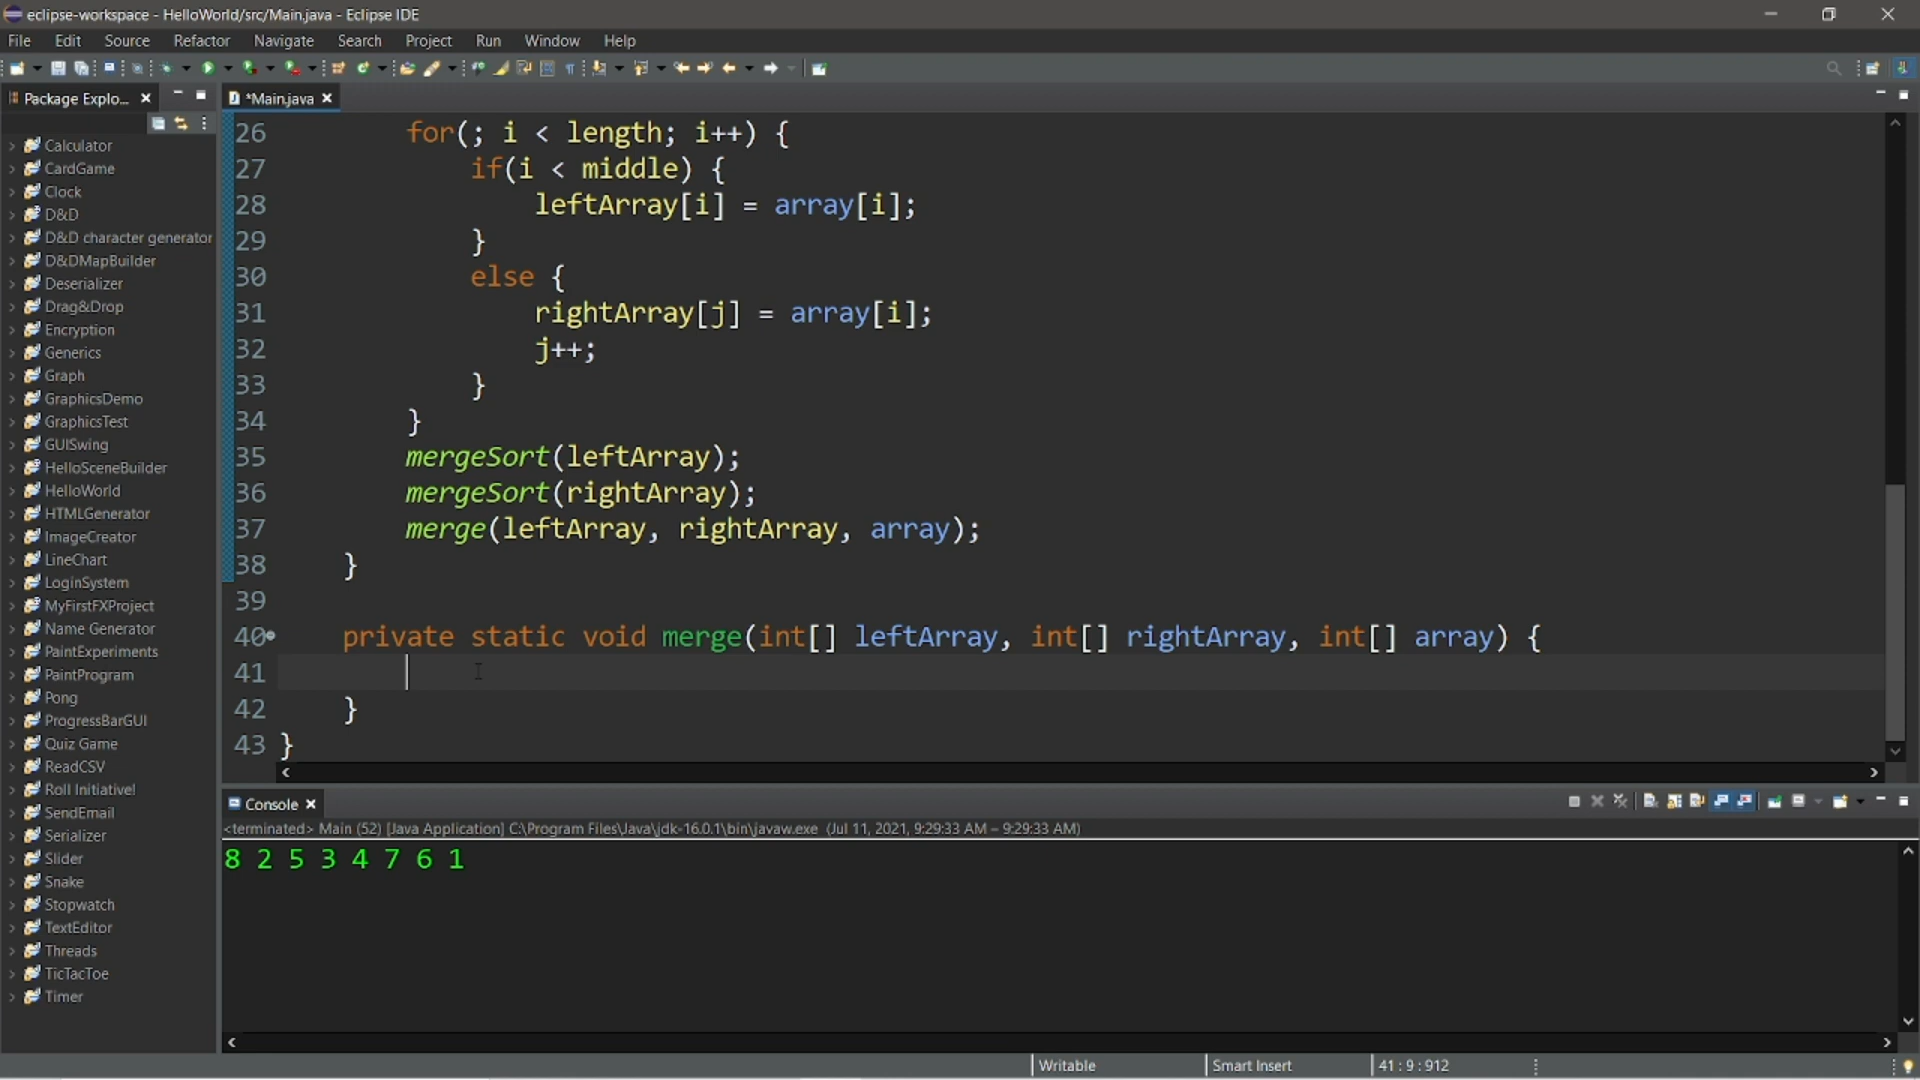 eclipse-workspace - HelloWorld/src/Main.java - Eclipse IDE
File Edit Source Refactor Navigate Search Project Run Window Help
Package Explo...
*Main.java
Calculator
CardGame
Clock
D&D
D&D character generator
D&DMapBuilder
Deserializer
Drag&Drop
Encryption
Generics
Graph
GraphicsDemo
GraphicsTest
GUISwing
HelloSceneBuilder
HelloWorld
HTMLGenerator
ImageCreator
LineChart
LoginSystem
MyFirstFXProject
Name Generator
PaintExperiments
PaintProgram
Pong
ProgressBarGUI
Quiz Game
ReadCSV
Roll Initiative!
SendEmail
Serializer
Slider
Snake
Stopwatch
TextEditor
Threads
TicTacToe
Timer
26 for(; i < length; i++) {
27 if(i < middle) {
28 leftArray[i] = array[i];
29 }
30 else {
31 rightArray[j] = array[i];
32 j++;
33 }
34 }
35 mergeSort(leftArray);
36 mergeSort(rightArray);
37 merge(leftArray, rightArray, array);
38 }
39
40 private static void merge(int[] leftArray, int[] rightArray, int[] array) {
41
42 }
43 }
Console
<terminated> Main (52) [Java Application] C:\Program Files\Java\jdk-16.0.1\bin\javaw.exe (Jul 11, 2021, 9:29:33 AM – 9:29:33 AM)
8 2 5 3 4 7 6 1
Writable Smart Insert 41 : 9 : 912